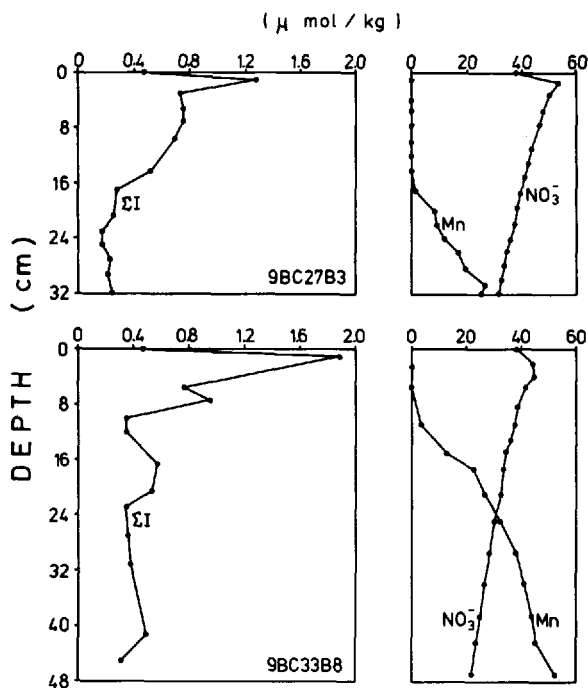 ( μ mol / kg )
0 0.4 0.8 1.2 1.6 2.0
0 20 40 60
0
8
16
24
32
ΣI
9BC27B3
Mn
NO₃⁻
DEPTH (cm)
0 0.4 0.8 1.2 1.6 2.0
0 20 40 60
0
8
16
24
32
40
48
ΣI
9BC33B8
NO₃⁻
Mn